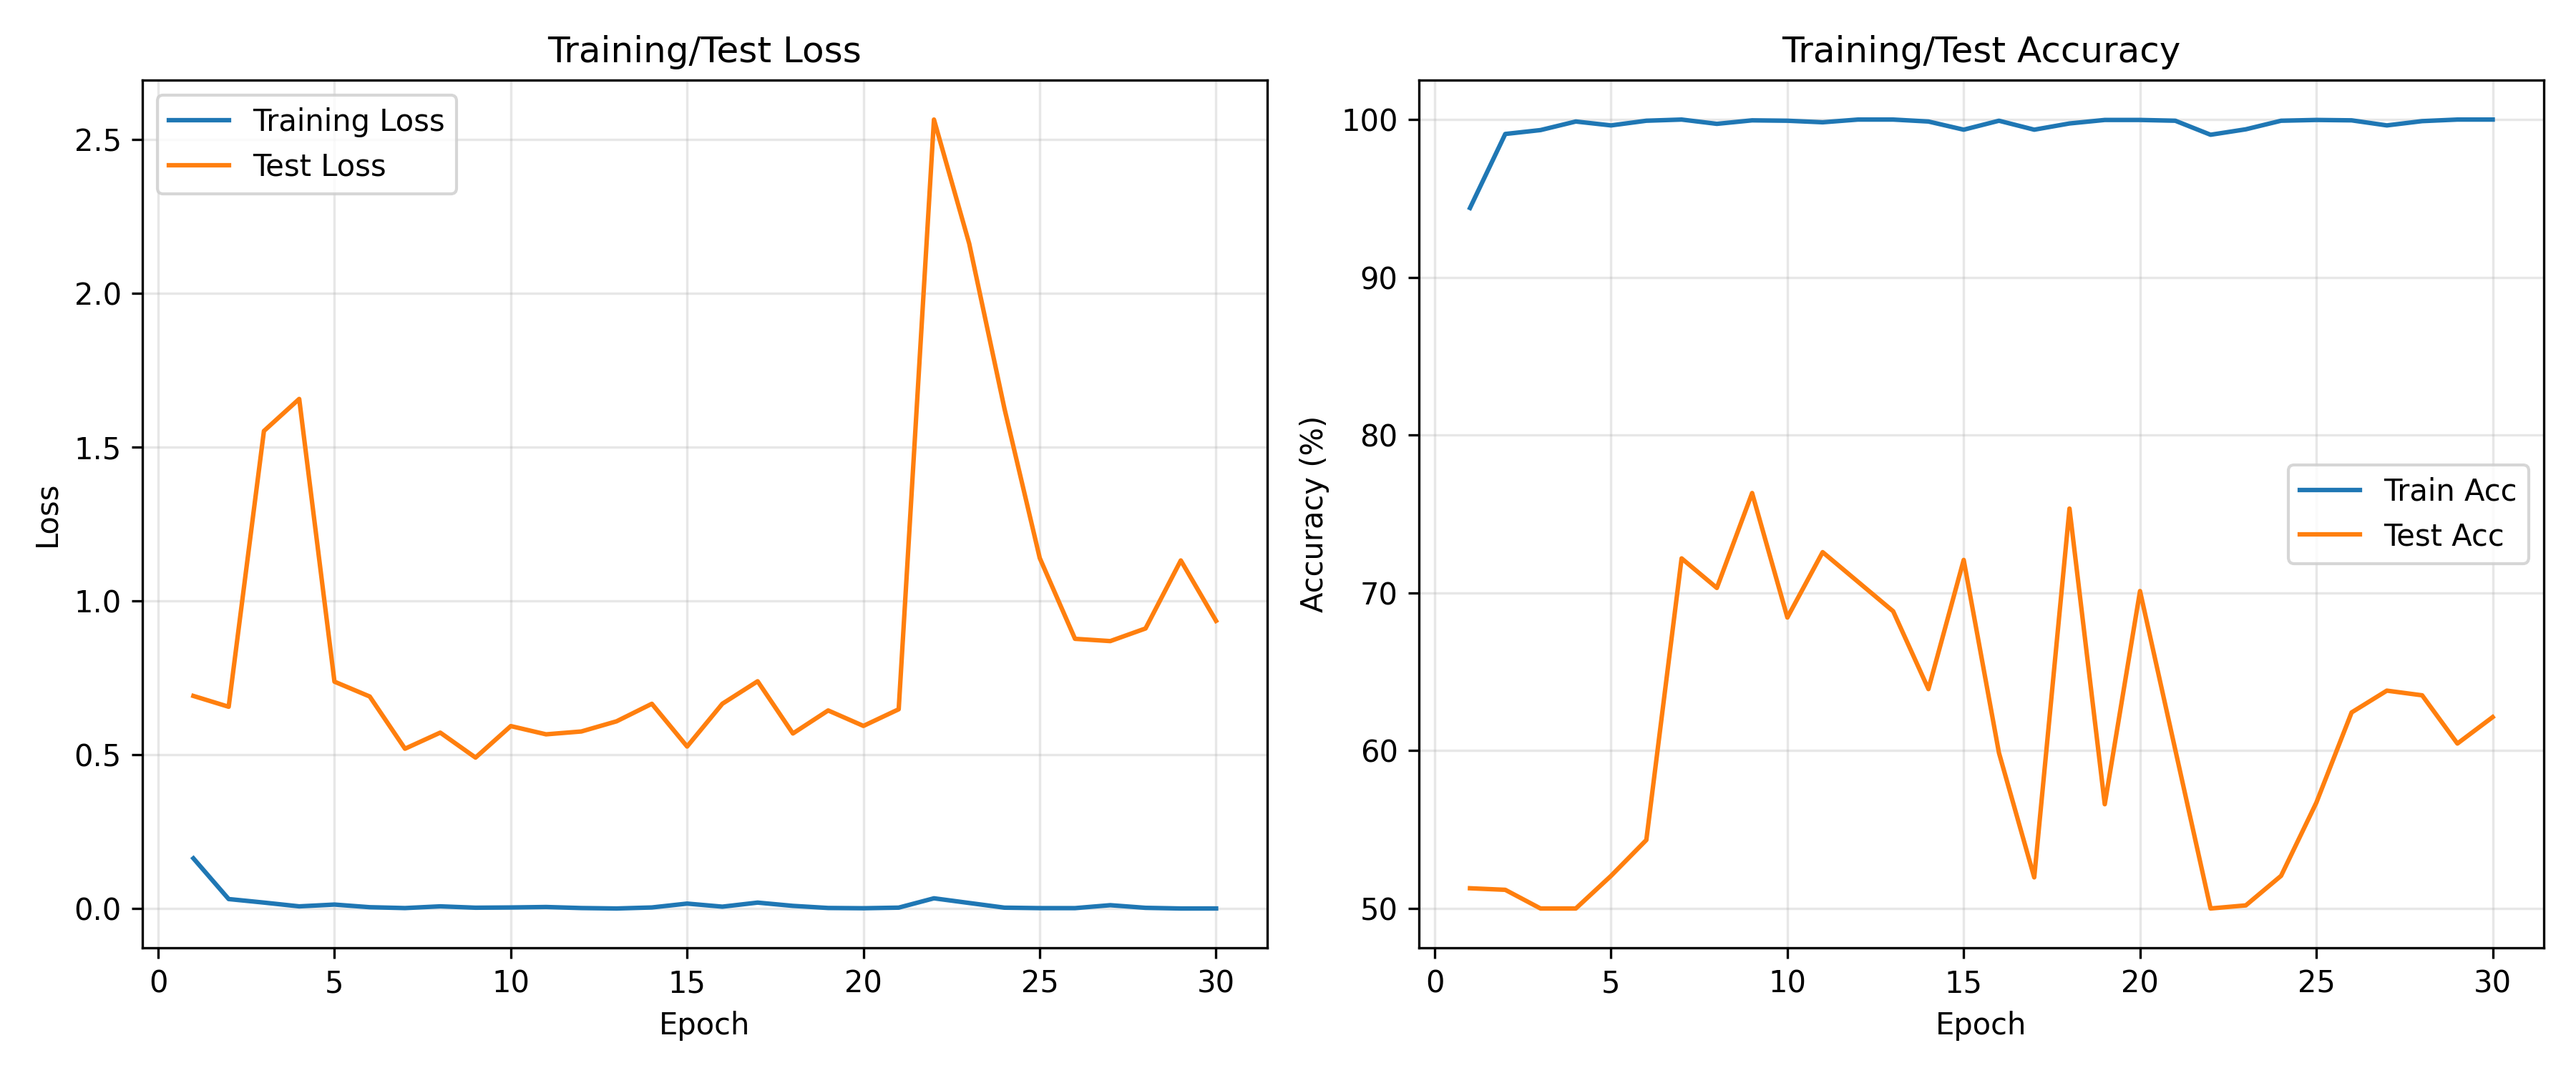 Training/Test Loss
Training Loss
Test Loss
2.5
2.0
1.5
1.0
0.5
0.0
Loss
0 5 10 15 20 25 30
Epoch
Training/Test Accuracy
100
90
80
70
60
50
Accuracy (%)
Train Acc
Test Acc
0 5 10 15 20 25 30
Epoch